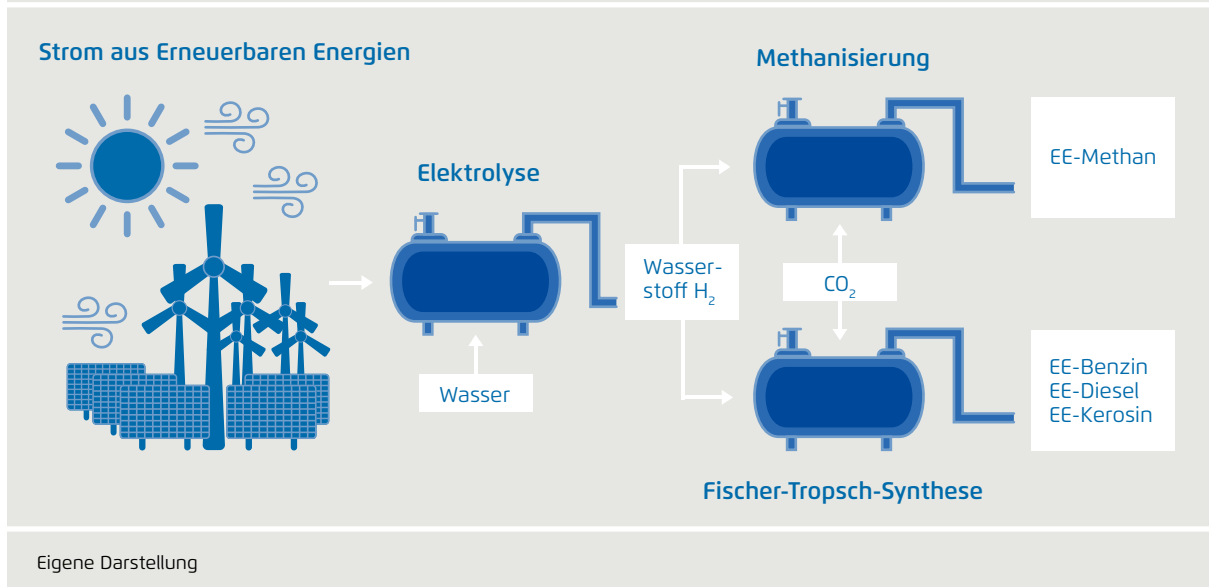 Strom aus Erneuerbaren Energien
Methanisierung
EE-Methan
Elektrolyse
Wasser-
stoff H₂
CO₂
Wasser
EE-Benzin
EE-Diesel
EE-Kerosin
Fischer-Tropsch-Synthese
Eigene Darstellung